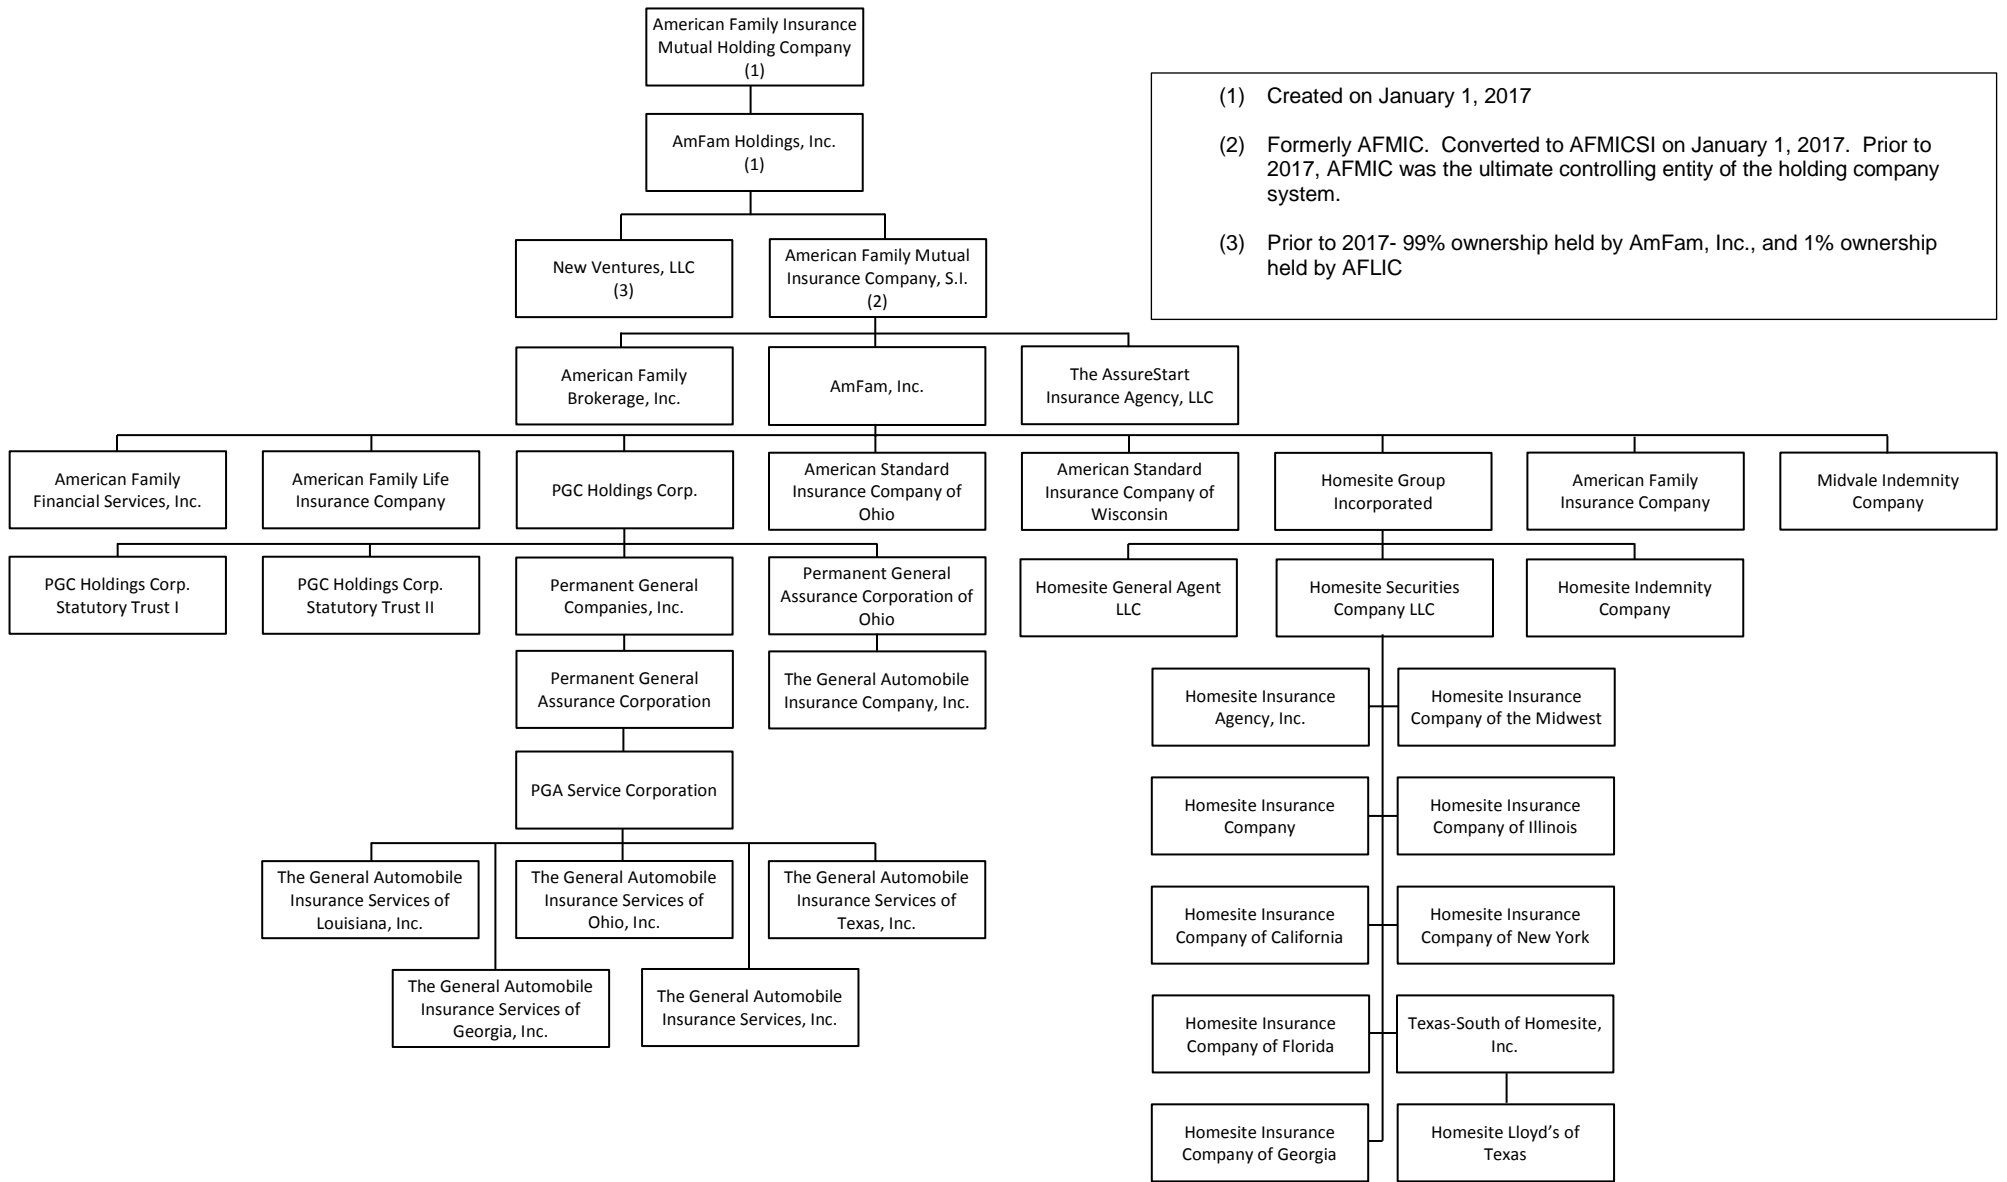 American Family Insurance
Mutual Holding Company
(1)
AmFam Holdings, Inc.
(1)
(1) Created on January 1, 2017
(2) Formerly AFMIC. Converted to AFMICSI on January 1, 2017. Prior to
2017, AFMIC was the ultimate controlling entity of the holding company
system.
(3) Prior to 2017- 99% ownership held by AmFam, Inc., and 1% ownership
held by AFLIC
New Ventures, LLC
(3)
American Family Mutual
Insurance Company, S.I.
(2)
American Family
Brokerage, Inc.
AmFam, Inc.
The AssureStart
Insurance Agency, LLC
American Family
Financial Services, Inc.
American Family Life
Insurance Company
PGC Holdings Corp.
American Standard
Insurance Company of
Ohio
American Standard
Insurance Company of
Wisconsin
Homesite Group
Incorporated
American Family
Insurance Company
Midvale Indemnity
Company
PGC Holdings Corp.
Statutory Trust I
PGC Holdings Corp.
Statutory Trust II
Permanent General
Companies, Inc.
Permanent General
Assurance Corporation of
Ohio
Homesite General Agent
LLC
Homesite Securities
Company LLC
Homesite Indemnity
Company
Permanent General
Assurance Corporation
The General Automobile
Insurance Company, Inc.
Homesite Insurance
Agency, Inc.
Homesite Insurance
Company of the Midwest
PGA Service Corporation
Homesite Insurance
Company
Homesite Insurance
Company of Illinois
The General Automobile
Insurance Services of
Louisiana, Inc.
The General Automobile
Insurance Services of
Ohio, Inc.
The General Automobile
Insurance Services of
Texas, Inc.
Homesite Insurance
Company of California
Homesite Insurance
Company of New York
The General Automobile
Insurance Services of
Georgia, Inc.
The General Automobile
Insurance Services, Inc.
Homesite Insurance
Company of Florida
Texas-South of Homesite,
Inc.
Homesite Insurance
Company of Georgia
Homesite Lloyd’s of
Texas